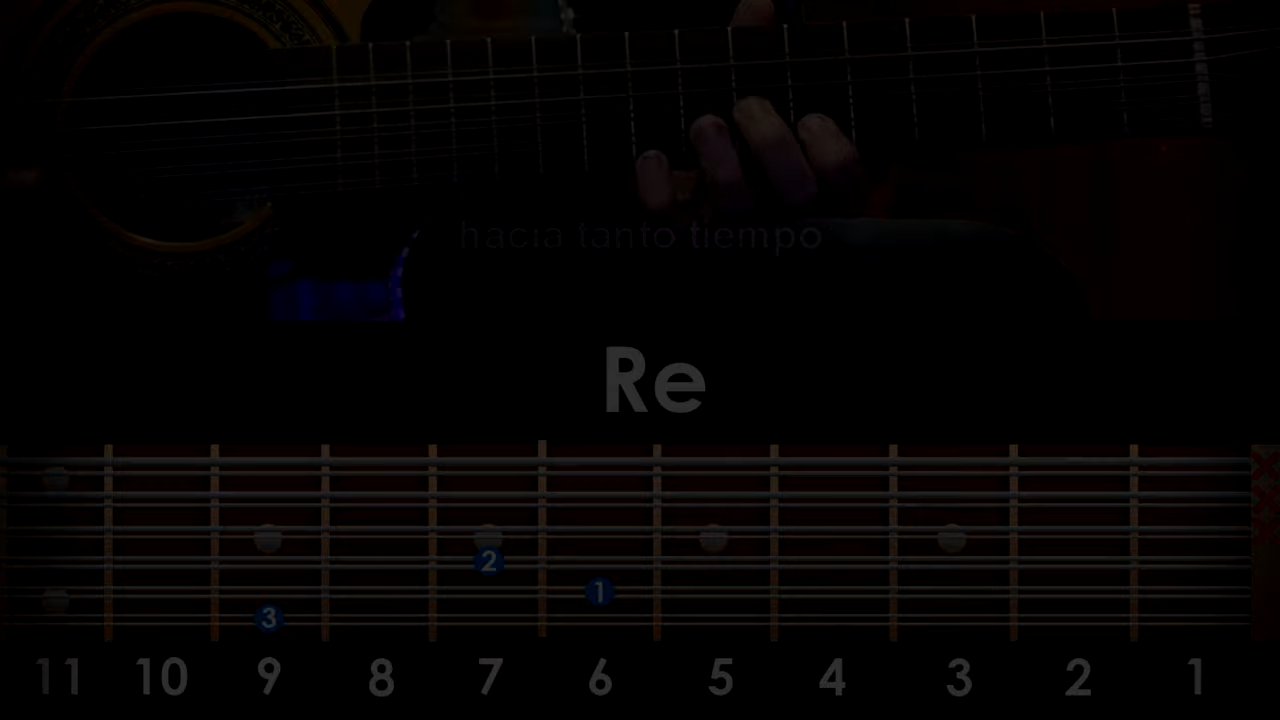 hacia tanto tiempo
Re
2
1
3
11 10 9 8 7 6 5 4 3 2 1